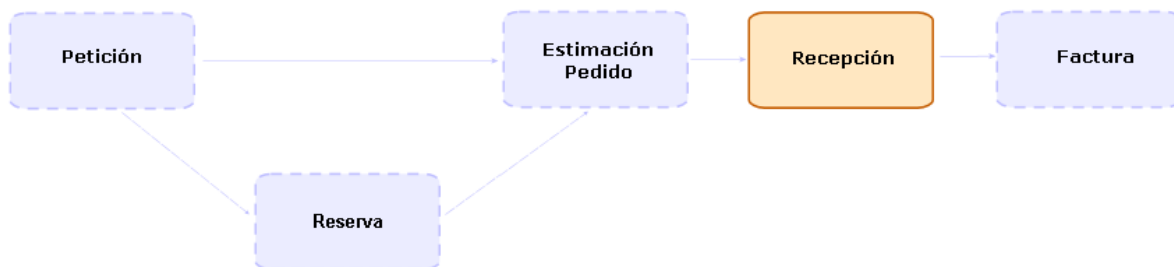 Petición
Estimación
Pedido
Recepción
Factura
Reserva